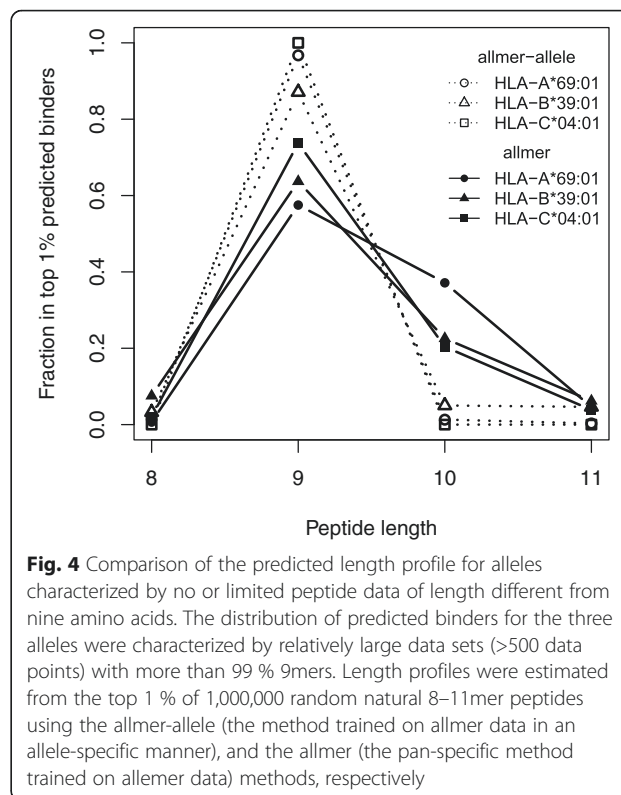 allmer-allele
HLA-A*69:01
HLA-B*39:01
HLA-C*04:01
allmer
HLA-A*69:01
HLA-B*39:01
HLA-C*04:01
Fraction in top 1% predicted binders
1.0
0.8
0.6
0.4
0.2
0.0
8 9 10 11
Peptide length
Fig. 4 Comparison of the predicted length profile for alleles
characterized by no or limited peptide data of length different from
nine amino acids. The distribution of predicted binders for the three
alleles were characterized by relatively large data sets (>500 data
points) with more than 99 % 9mers. Length profiles were estimated
from the top 1 % of 1,000,000 random natural 8–11mer peptides
using the allmer-allele (the method trained on allmer data in an
allele-specific manner), and the allmer (the pan-specific method
trained on allemer data) methods, respectively